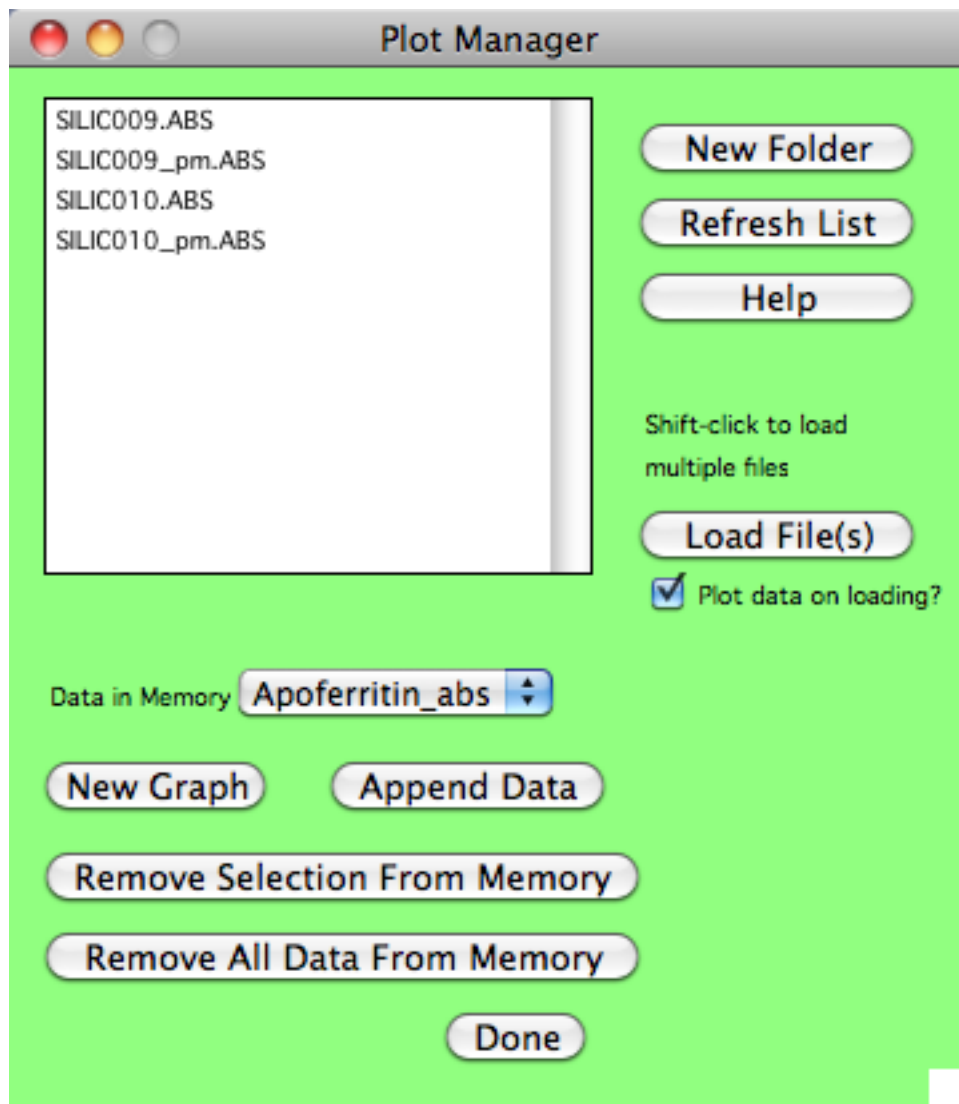 Plot Manager
SILIC009.ABS
SILIC009_pm.ABS
SILIC010.ABS
SILIC010_pm.ABS
New Folder
Refresh List
Help
Shift-click to load
multiple files
Load File(s)
Plot data on loading?
Data in Memory Apoferritin_abs
New Graph Append Data
Remove Selection From Memory
Remove All Data From Memory
Done